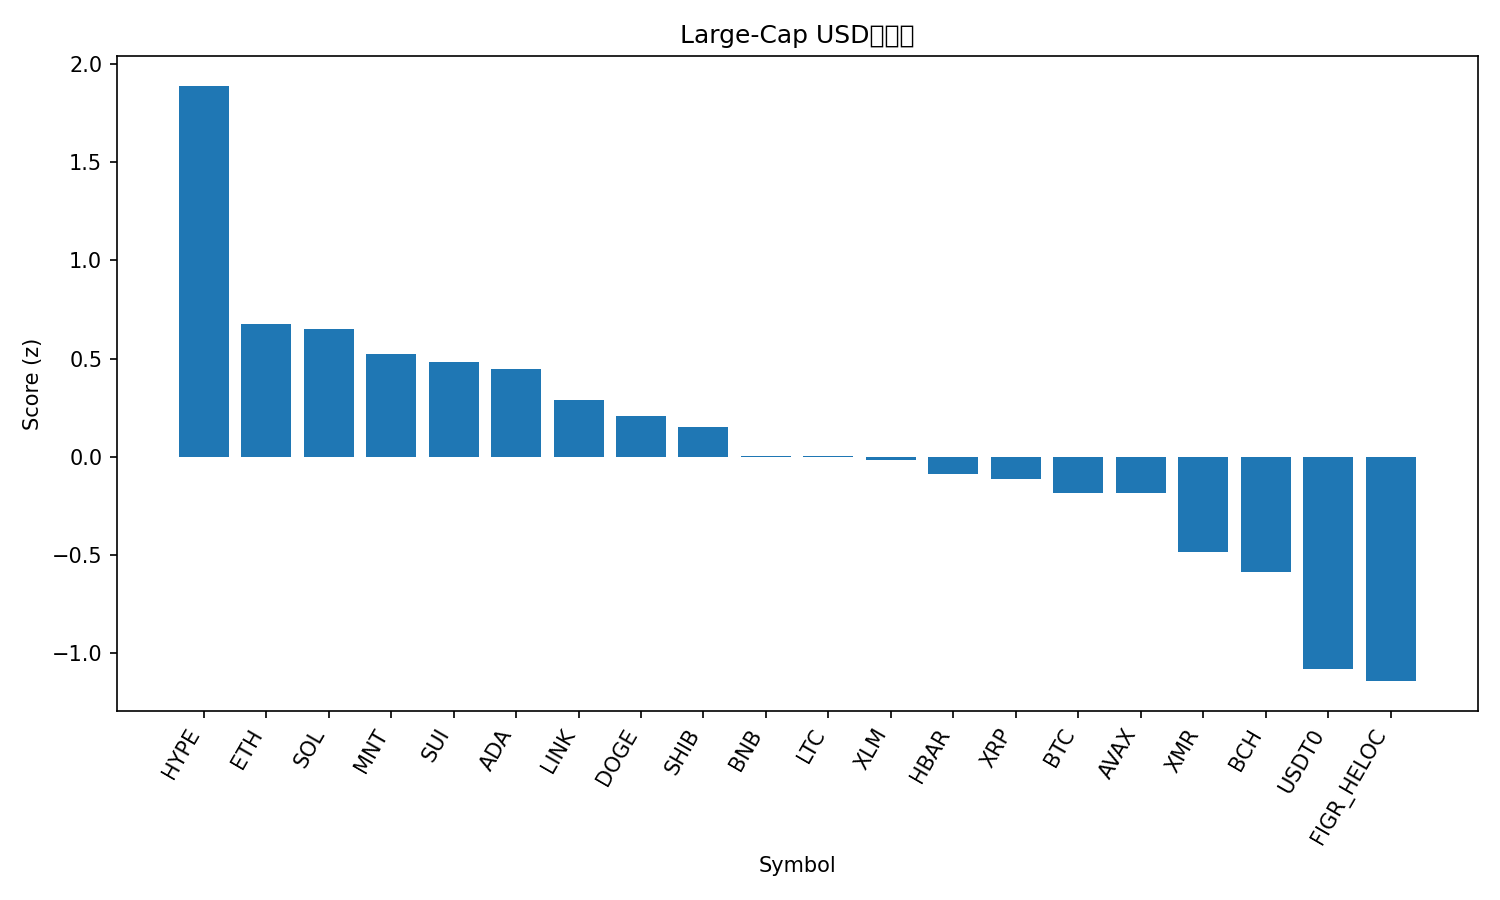 Large-Cap USD
Score (z)
2.0
1.5
1.0
0.5
0.0
−0.5
−1.0
HYPE
ETH
SOL
MNT
SUI
ADA
LINK
DOGE
SHIB
BNB
LTC
XLM
HBAR
XRP
BTC
AVAX
XMR
BCH
USDT0
FIGR_HELOC
Symbol